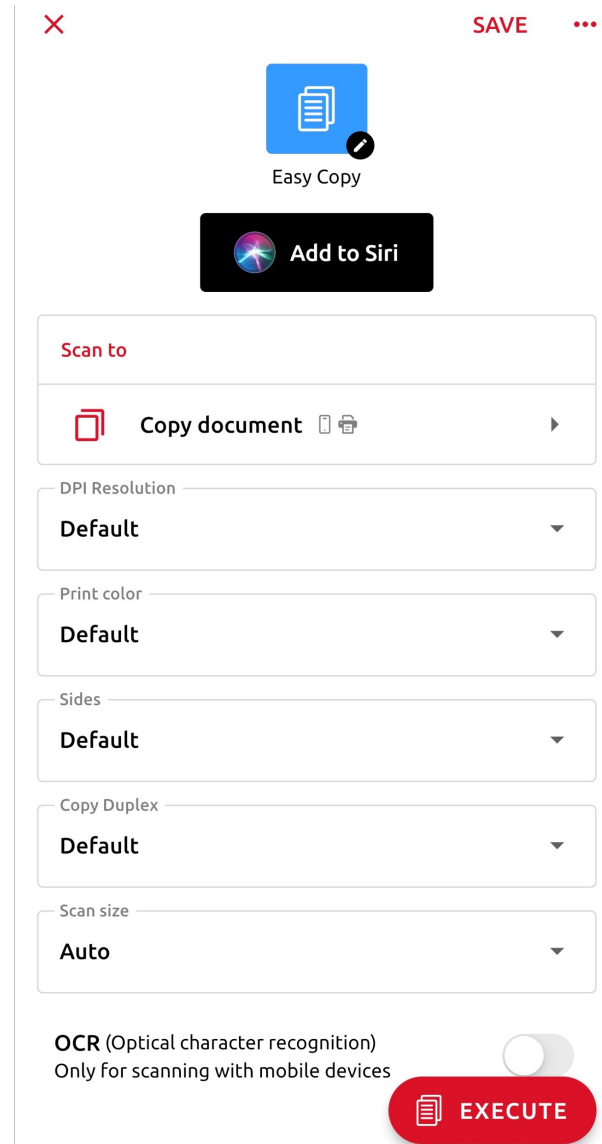 SAVE
Easy Copy
Add to Siri
Scan to
Copy document
DPI Resolution
Default
Print color
Default
Sides
Default
Copy Duplex
Default
Scan size
Auto
OCR (Optical character recognition)
Only for scanning with mobile devices
EXECUTE